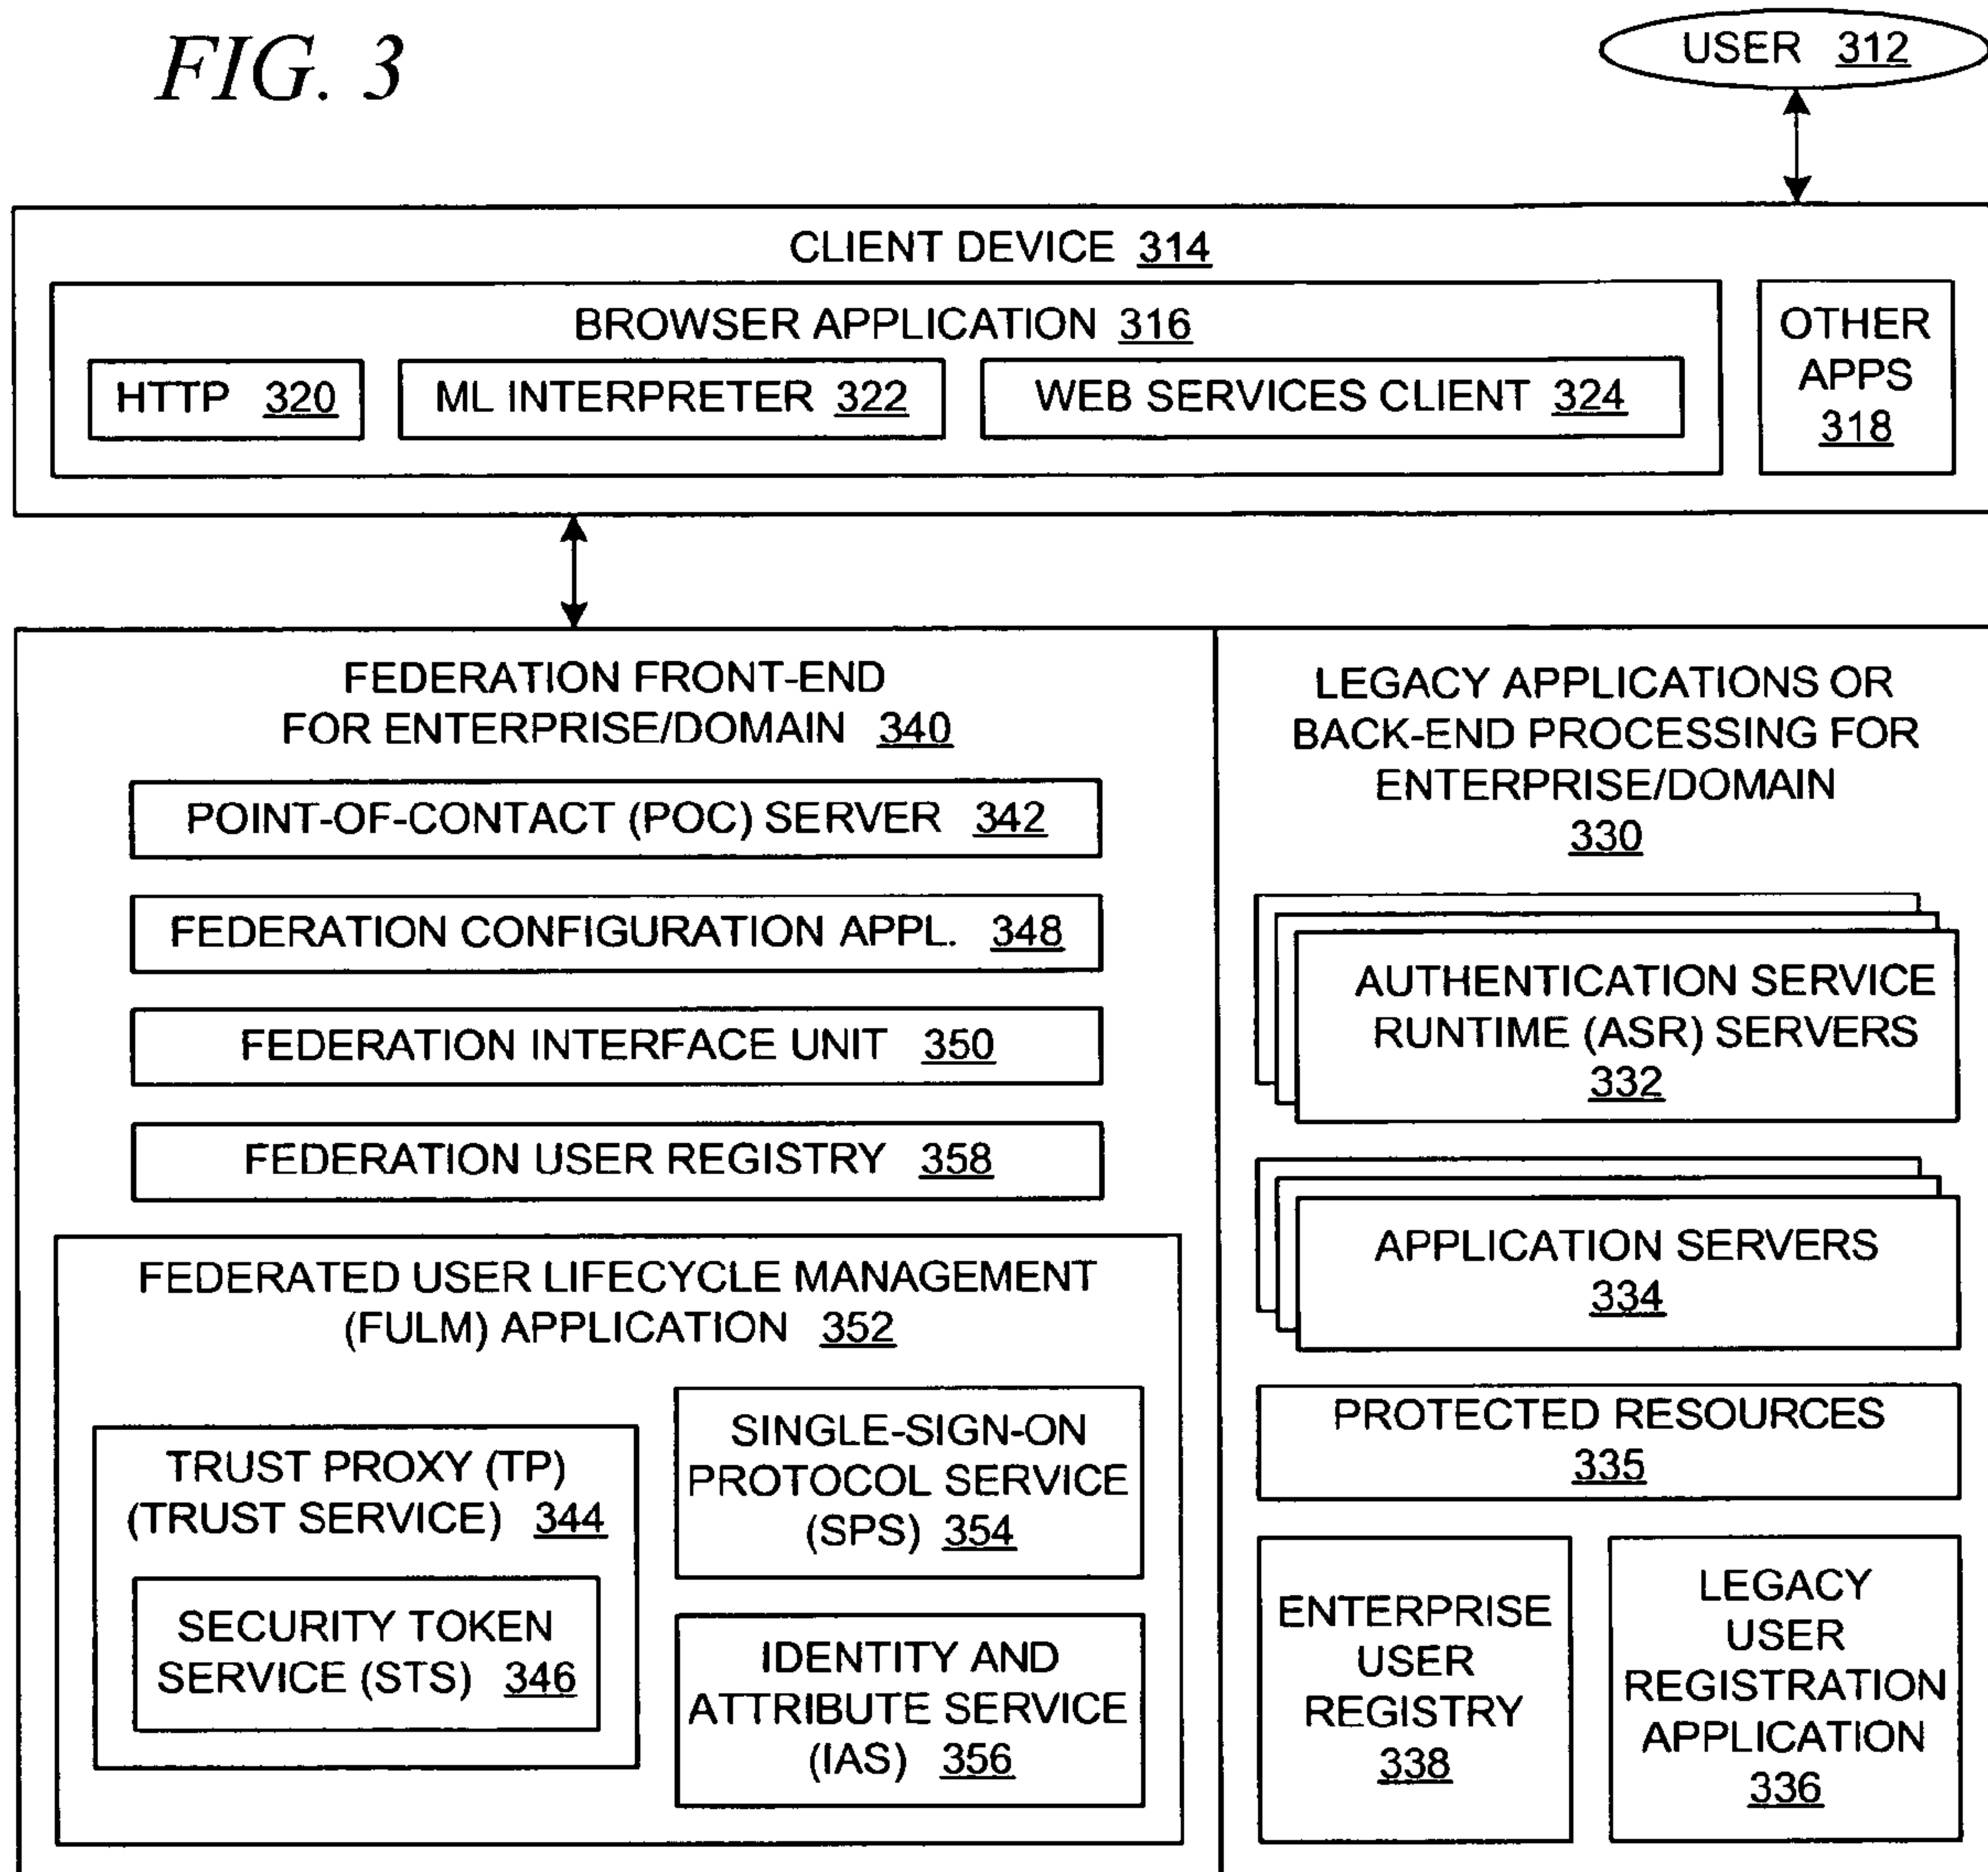 FIG. 3
USER 312
CLIENT DEVICE 314
BROWSER APPLICATION 316
HTTP 320
ML INTERPRETER 322
WEB SERVICES CLIENT 324
OTHER
APPS
318
FEDERATION FRONT-END
FOR ENTERPRISE/DOMAIN 340
POINT-OF-CONTACT (POC) SERVER 342
FEDERATION CONFIGURATION APPL. 348
FEDERATION INTERFACE UNIT 350
FEDERATION USER REGISTRY 358
FEDERATED USER LIFECYCLE MANAGEMENT
(FULM) APPLICATION 352
TRUST PROXY (TP)
(TRUST SERVICE) 344
SECURITY TOKEN
SERVICE (STS) 346
SINGLE-SIGN-ON
PROTOCOL SERVICE
(SPS) 354
IDENTITY AND
ATTRIBUTE SERVICE
(IAS) 356
LEGACY APPLICATIONS OR
BACK-END PROCESSING FOR
ENTERPRISE/DOMAIN
330
AUTHENTICATION SERVICE
RUNTIME (ASR) SERVERS
332
APPLICATION SERVERS
334
PROTECTED RESOURCES
335
ENTERPRISE
USER
REGISTRY
338
LEGACY
USER
REGISTRATION
APPLICATION
336